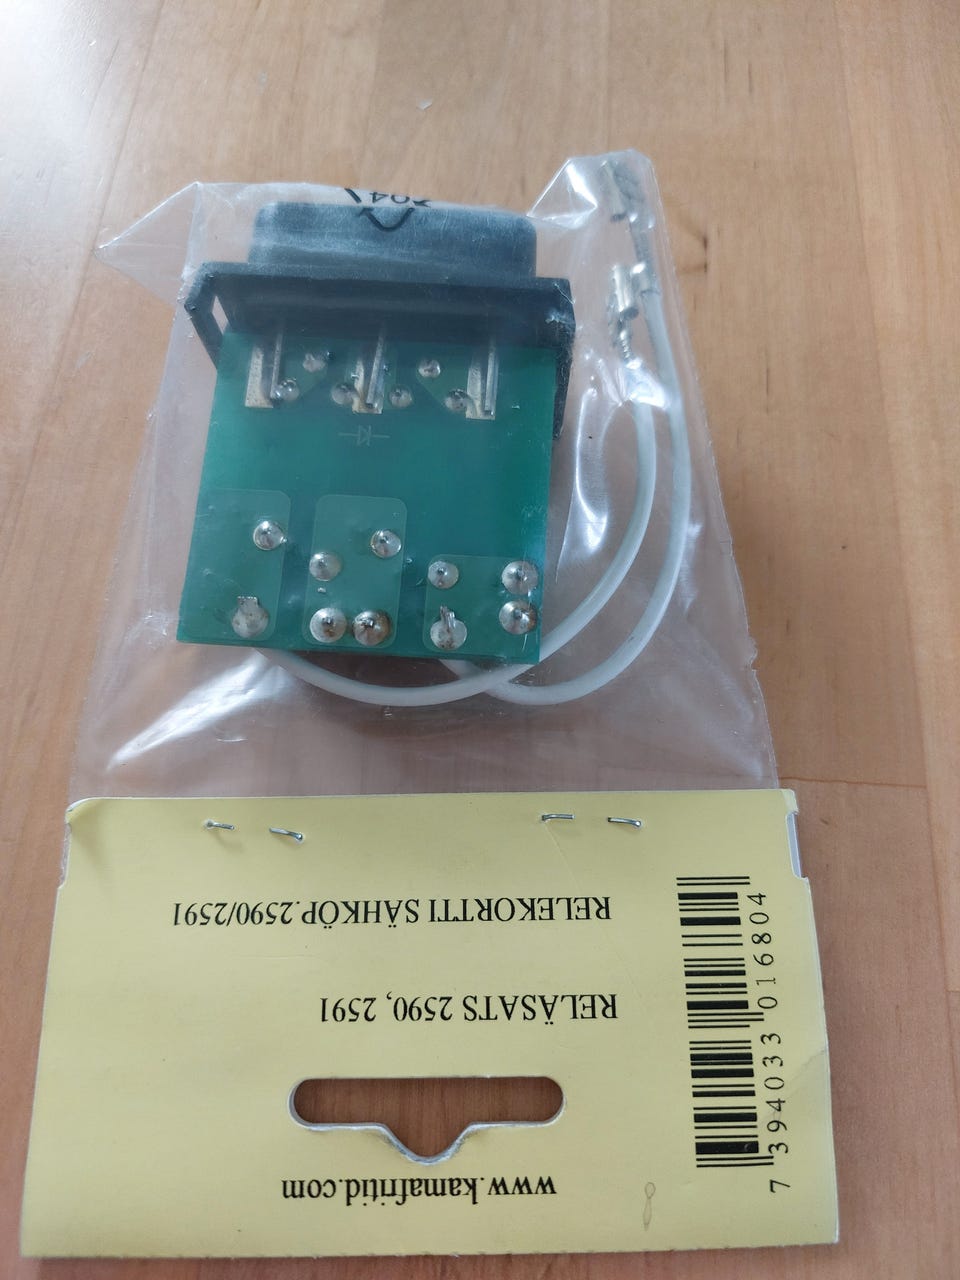 www.kamafritid.com
RELÄSATS 2590, 2591
RELEKORTTI SÄHKÖP.2590/2591
7 394033 016804